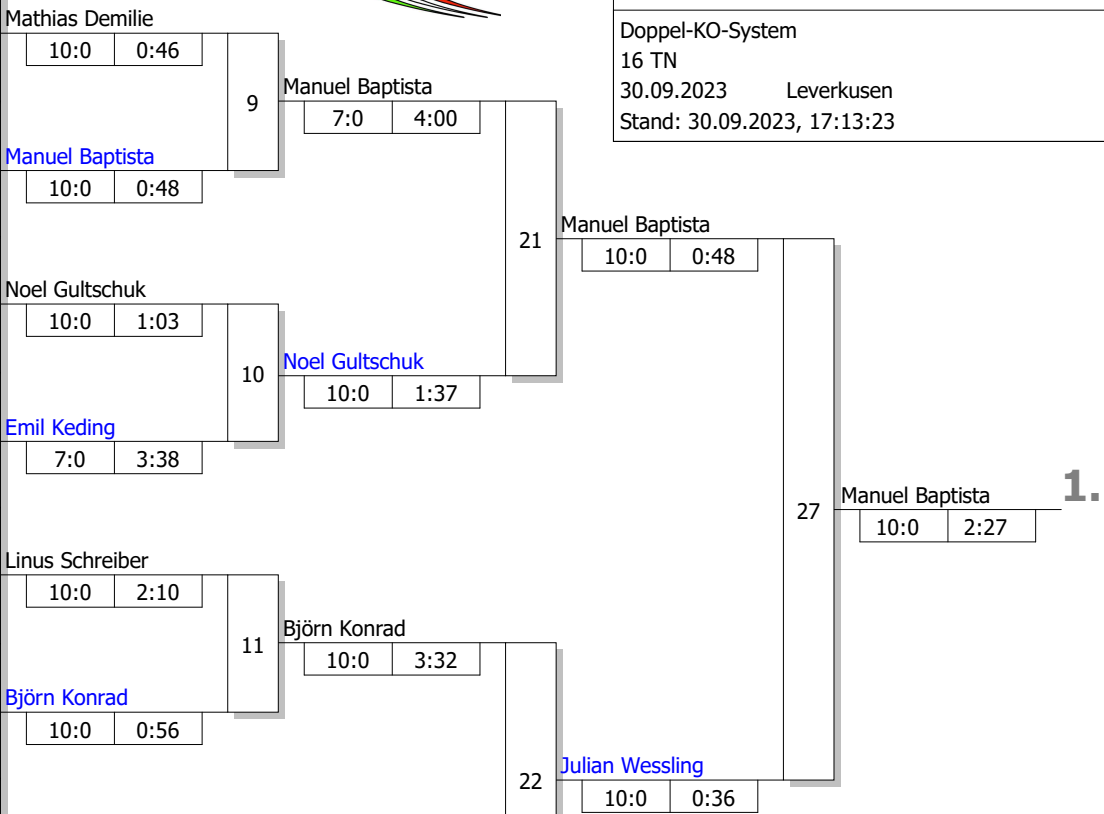 Mathias Demilie
10:0 0:46
9
Manuel Baptista
7:0 4:00
Manuel Baptista
10:0 0:48
Doppel-KO-System
16 TN
30.09.2023 Leverkusen
Stand: 30.09.2023, 17:13:23
21
Manuel Baptista
10:0 0:48
Noel Gultschuk
10:0 1:03
10
Noel Gultschuk
10:0 1:37
Emil Keding
7:0 3:38
27
Manuel Baptista
10:0 2:27
1.
Linus Schreiber
10:0 2:10
11
Björn Konrad
10:0 3:32
Björn Konrad
10:0 0:56
22
Julian Wessling
10:0 0:36